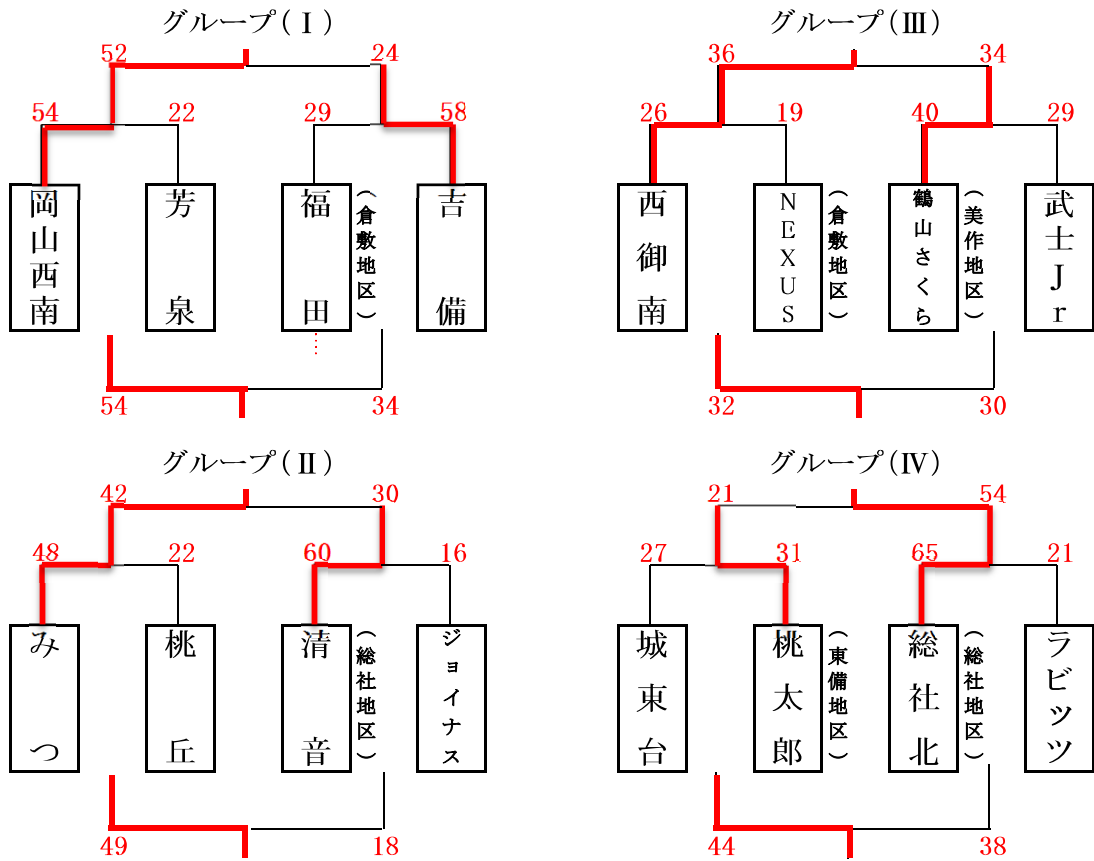 グループ(Ⅰ)
52
24
54
22
29
58
岡山西南
芳泉
福田
(倉敷地区)
吉備
54
34
グループ(Ⅲ)
36
34
26
19
40
29
西御南
NEXUS
(倉敷地区)
鶴山さくら
(美作地区)
武士Jr
32
30
グループ(Ⅱ)
42
30
48
22
60
16
みつ
桃丘
清音
(総社地区)
ジョイナス
49
18
グループ(Ⅳ)
21
54
27
31
65
21
城東台
桃太郎
(東備地区)
総社北
(総社地区)
ラビッツ
44
38